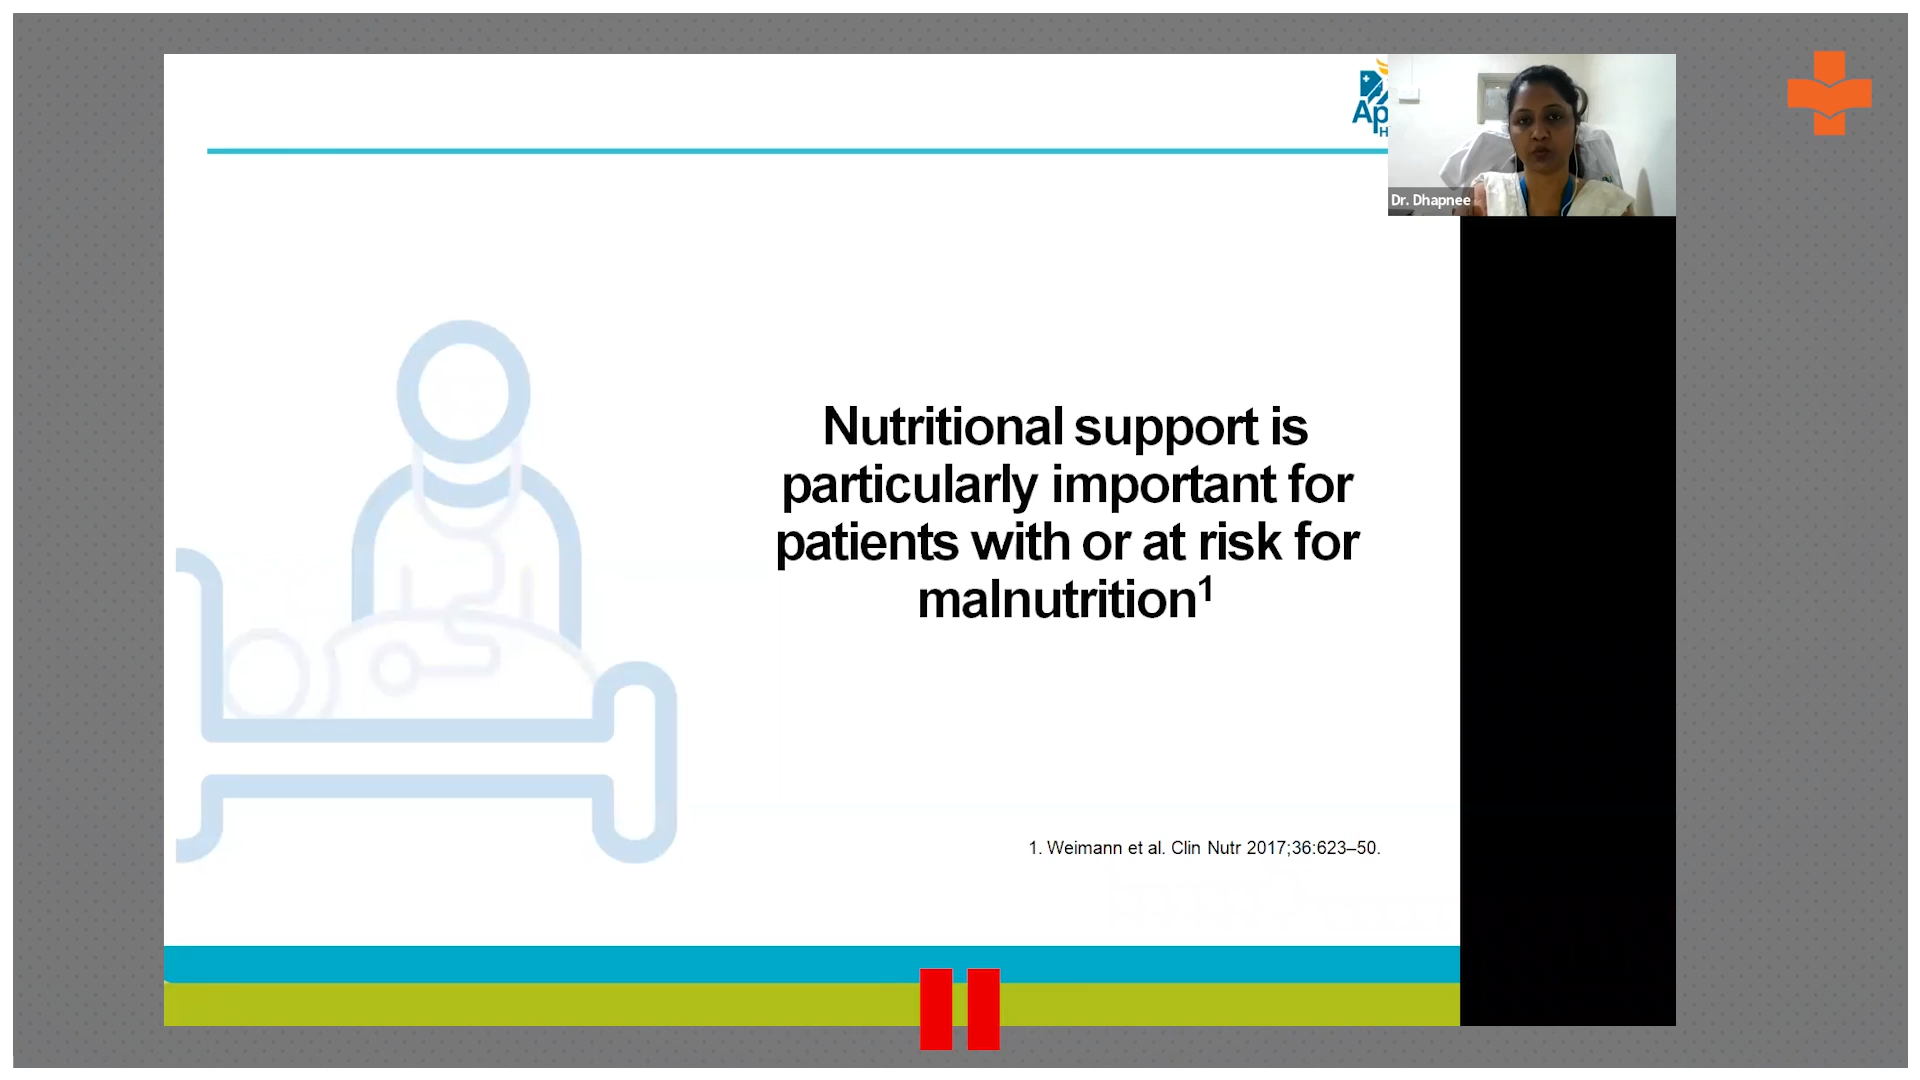 Ap
H
Dr. Dhapnee
Nutritional support is
particularly important for
patients with or at risk for
malnutrition¹
1. Weimann et al. Clin Nutr 2017;36:623–50.